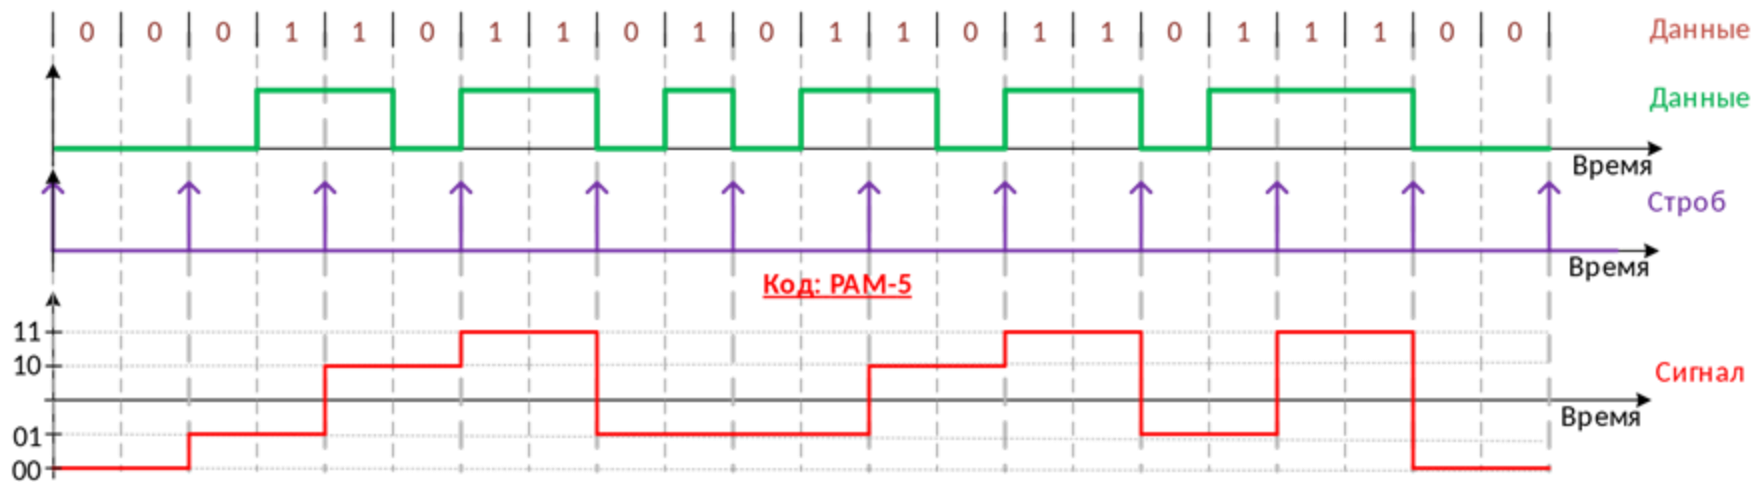 0 0 0 1 1 0 1 1 0 1 0 1 1 0 1 1 0 1 1 1 0 0 Данные
Данные
Время
Строб
Время
Код: PAM-5
11
10
Сигнал
Время
01
00